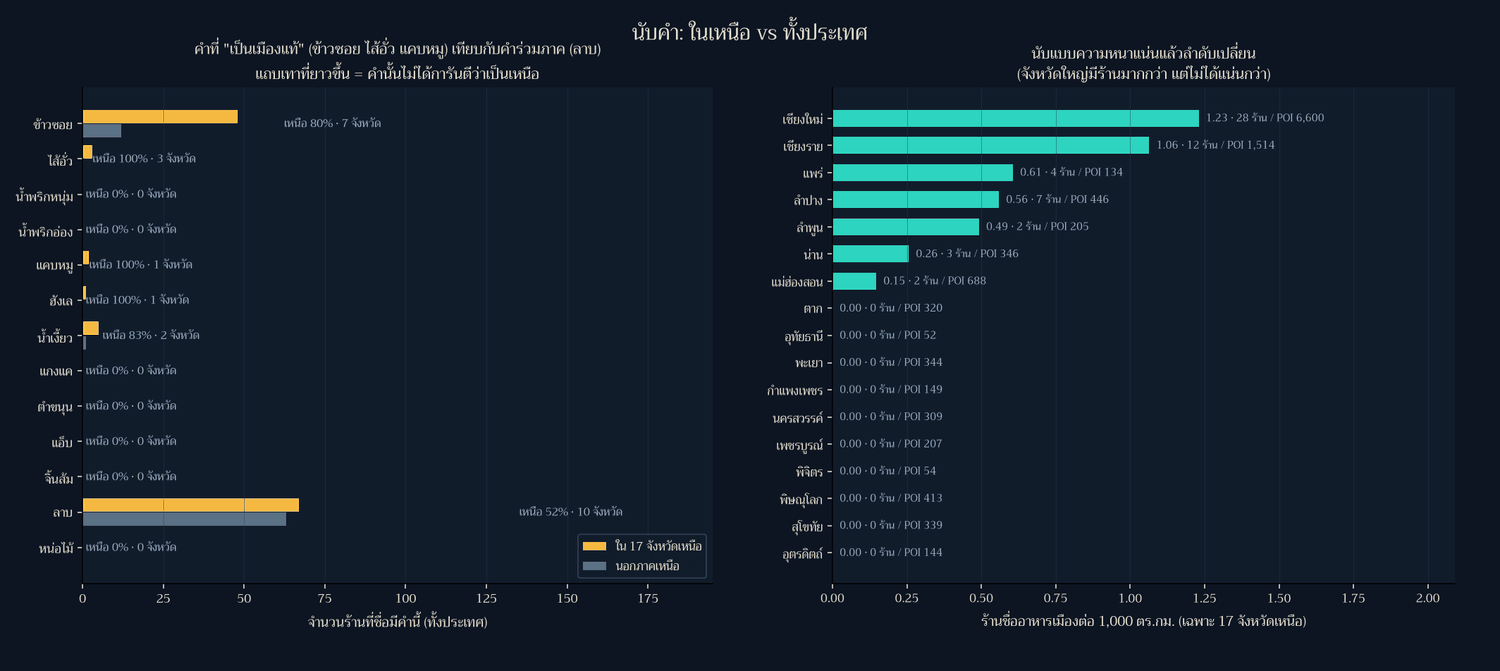 นับคำ: ในเหนือ vs ทั้งประเทศ
คำที่ "เป็นเมืองแท้" (ข้าวซอย ไส้อั่ว แคบหมู) เทียบกับคำร่วมภาค (ลาบ)
แถบเทาที่ยาวขึ้น = คำนั้นไม่ได้การันตีว่าเป็นเหนือ
ข้าวซอย
เหนือ 80% · 7 จังหวัด
ไส้อั่ว
เหนือ 100% · 3 จังหวัด
น้ำพริกหนุ่ม
เหนือ 0% · 0 จังหวัด
น้ำพริกอ่อง
เหนือ 0% · 0 จังหวัด
แคบหมู
เหนือ 100% · 1 จังหวัด
ฮังเล
เหนือ 100% · 1 จังหวัด
น้ำเงี้ยว
เหนือ 83% · 2 จังหวัด
แกงแค
เหนือ 0% · 0 จังหวัด
ตำขนุน
เหนือ 0% · 0 จังหวัด
แอ็บ
เหนือ 0% · 0 จังหวัด
จิ้นส้ม
เหนือ 0% · 0 จังหวัด
ลาบ
เหนือ 52% · 10 จังหวัด
หน่อไม้
เหนือ 0% · 0 จังหวัด
ใน 17 จังหวัดเหนือ
นอกภาคเหนือ
0 25 50 75 100 125 150 175
จำนวนร้านที่ชื่อมีคำนี้ (ทั้งประเทศ)
นับแบบความหนาแน่นแล้วลำดับเปลี่ยน
(จังหวัดใหญ่มีร้านมากกว่า แต่ไม่ได้แน่นกว่า)
เชียงใหม่
1.23 · 28 ร้าน / POI 6,600
เชียงราย
1.06 · 12 ร้าน / POI 1,514
แพร่
0.61 · 4 ร้าน / POI 134
ลำปาง
0.56 · 7 ร้าน / POI 446
ลำพูน
0.49 · 2 ร้าน / POI 205
น่าน
0.26 · 3 ร้าน / POI 346
แม่ฮ่องสอน
0.15 · 2 ร้าน / POI 688
ตาก
0.00 · 0 ร้าน / POI 320
อุทัยธานี
0.00 · 0 ร้าน / POI 52
พะเยา
0.00 · 0 ร้าน / POI 344
กำแพงเพชร
0.00 · 0 ร้าน / POI 149
นครสวรรค์
0.00 · 0 ร้าน / POI 309
เพชรบูรณ์
0.00 · 0 ร้าน / POI 207
พิจิตร
0.00 · 0 ร้าน / POI 54
พิษณุโลก
0.00 · 0 ร้าน / POI 413
สุโขทัย
0.00 · 0 ร้าน / POI 339
อุตรดิตถ์
0.00 · 0 ร้าน / POI 144
0.00 0.25 0.50 0.75 1.00 1.25 1.50 1.75 2.00
ร้านชื่ออาหารเมืองต่อ 1,000 ตร.กม. (เฉพาะ 17 จังหวัดเหนือ)